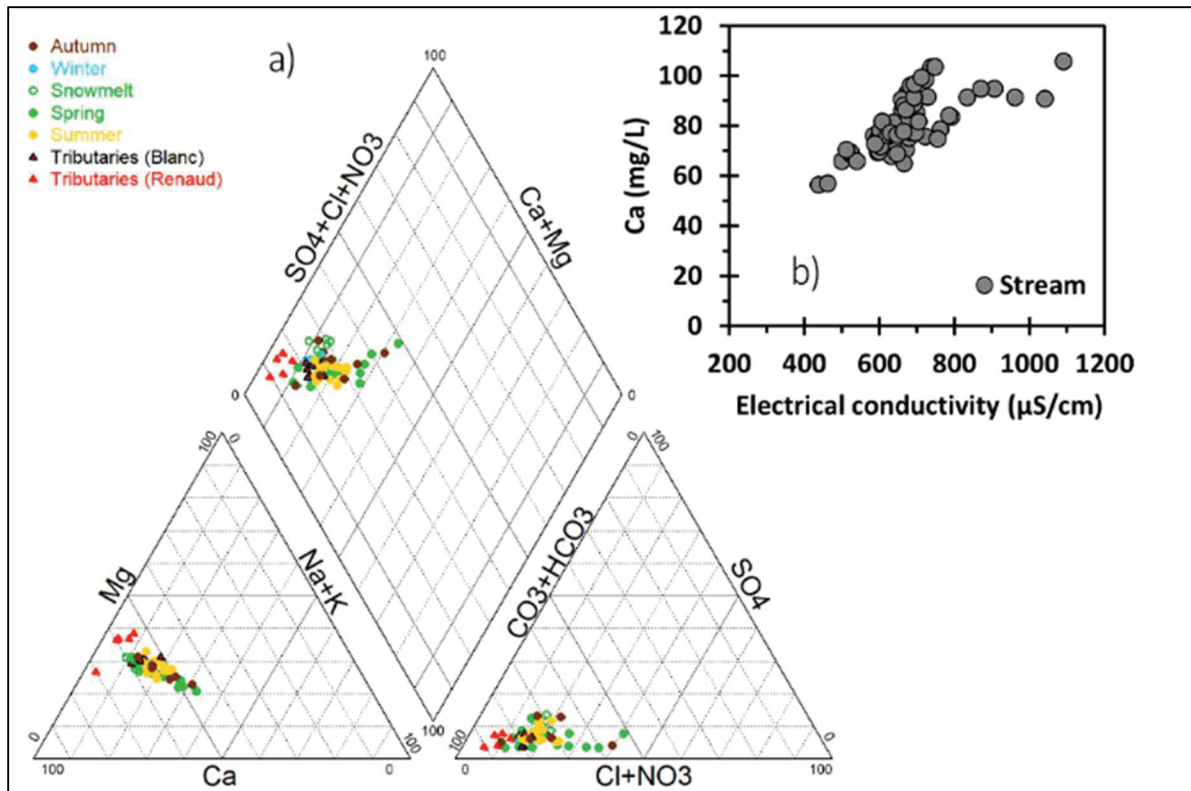 Autumn
Winter
Snowmelt
Spring
Summer
Tributaries (Blanc)
Tributaries (Renaud)
a)
100
SO4+Cl+NO3
Ca+Mg
0
0
100
100
0
Mg
Na+K
0
100
100
Ca
0
100
0
CO3+HCO3
SO4
100
0
0
Cl+NO3
100
120
100
80
60
40
20
0
Ca (mg/L)
b)
Stream
200
400
600
800
1000
1200
Electrical conductivity (µS/cm)